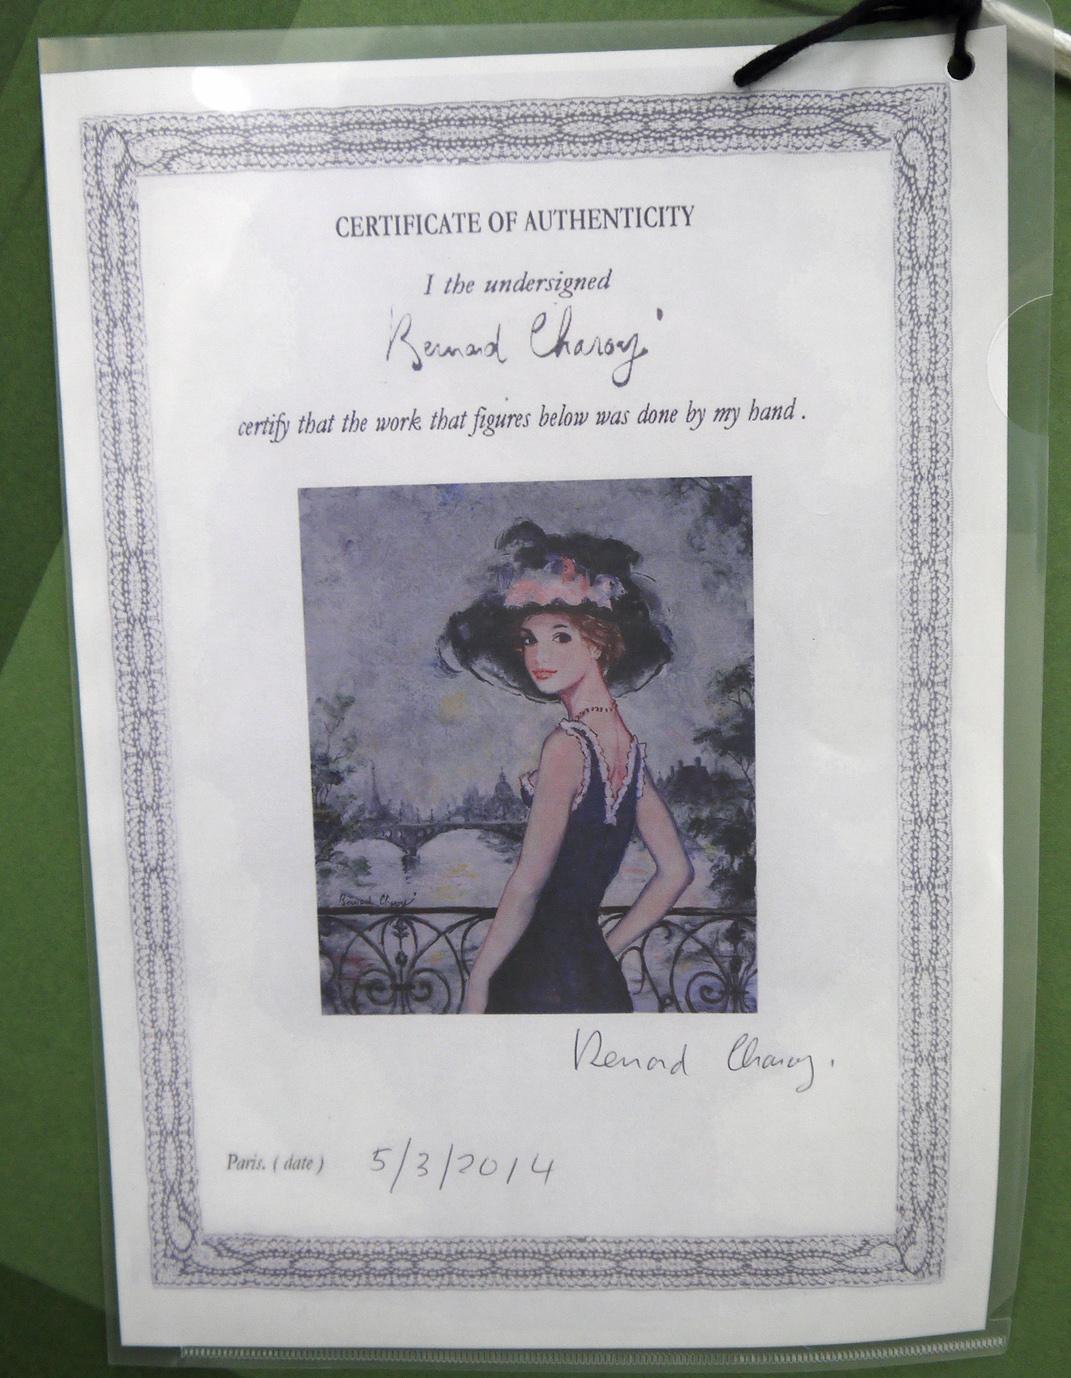 CERTIFICATE OF AUTHENTICITY
I the undersigned
Bernard Charoy
certify that the work that figures below was done by my hand .
Bernard Charoy
Bernard Charoy.
Paris. ( date ) 5/3/2014